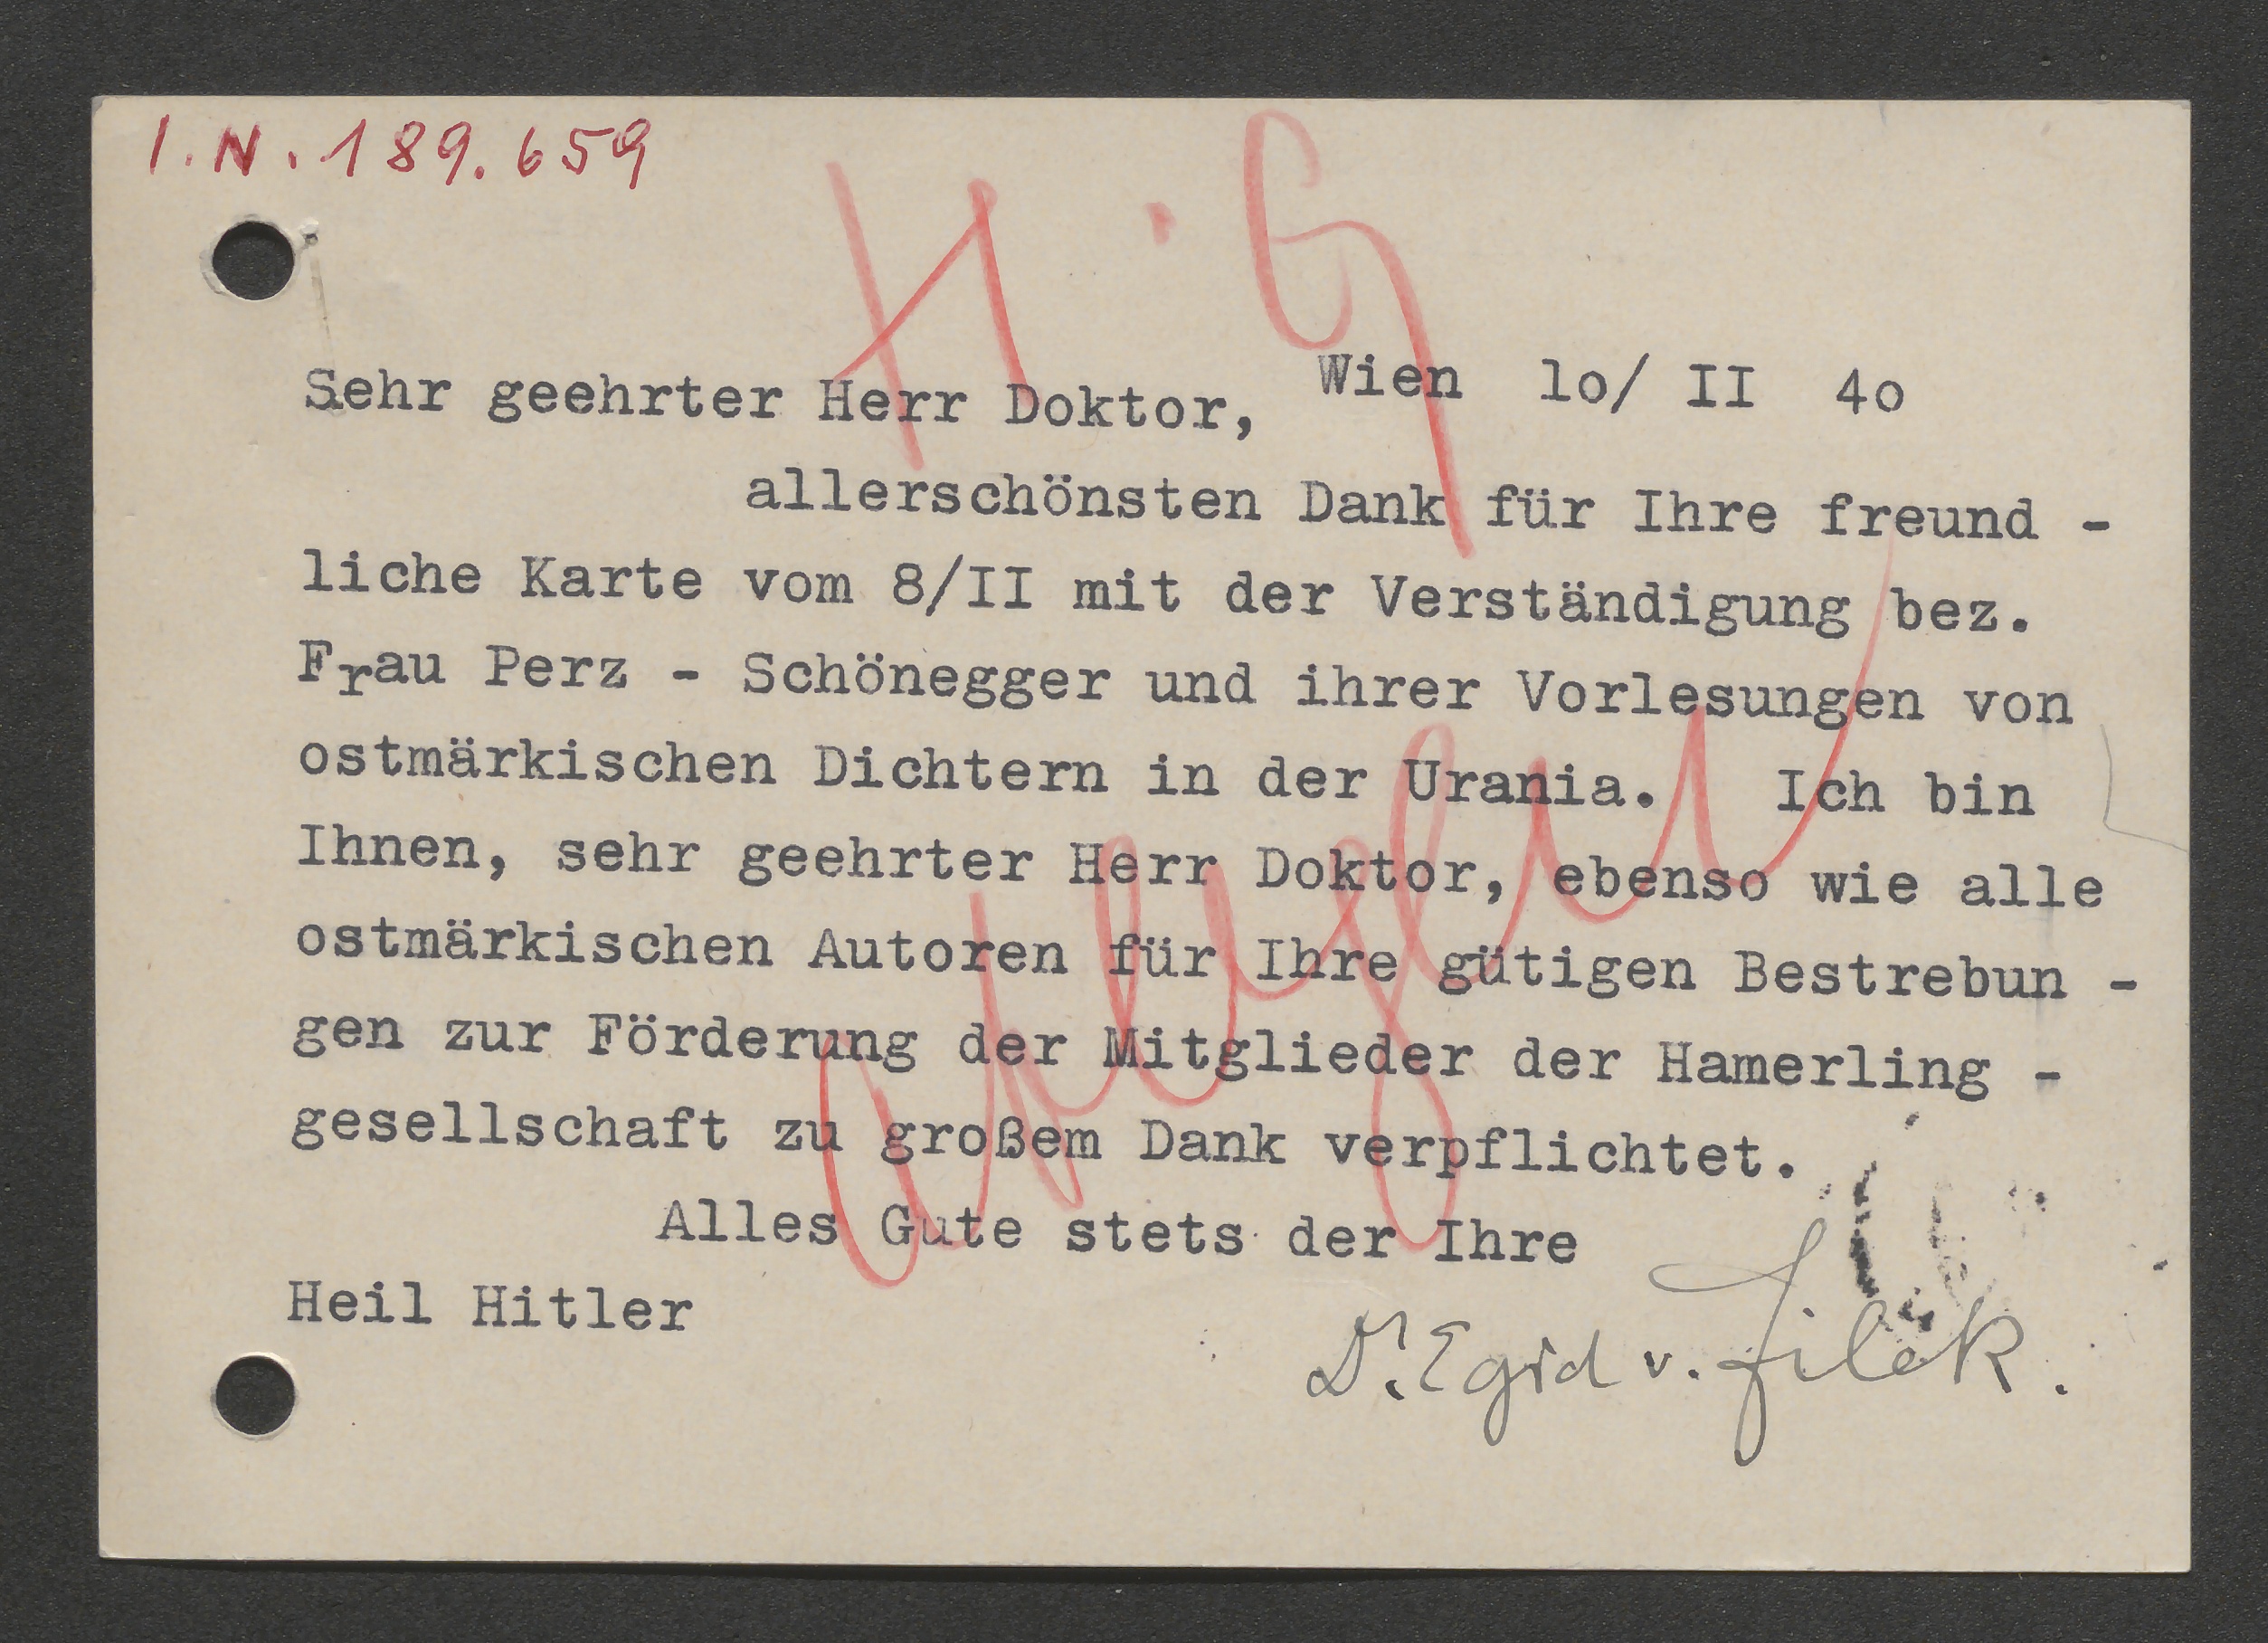 I.N. 189.659
H. G
Sehr geehrter Herr Doktor, Wien lo/ II 4o
allerschönsten Dank für Ihre freund -
liche Karte vom 8/II mit der Verständigung bez.
Frau Perz - Schönegger und ihrer Vorlesungen von
ostmärkischen Dichtern in der Urania. Ich bin
Ihnen, sehr geehrter Herr Doktor, ebenso wie alle
ostmärkischen Autoren für Ihre gütigen Bestrebun -
gen zur Förderung der Mitglieder der Hamerling -
gesellschaft zu großem Dank verpflichtet.
Alles Gute stets der Ihre
Heil Hitler
Dr. Egid v. Filek.